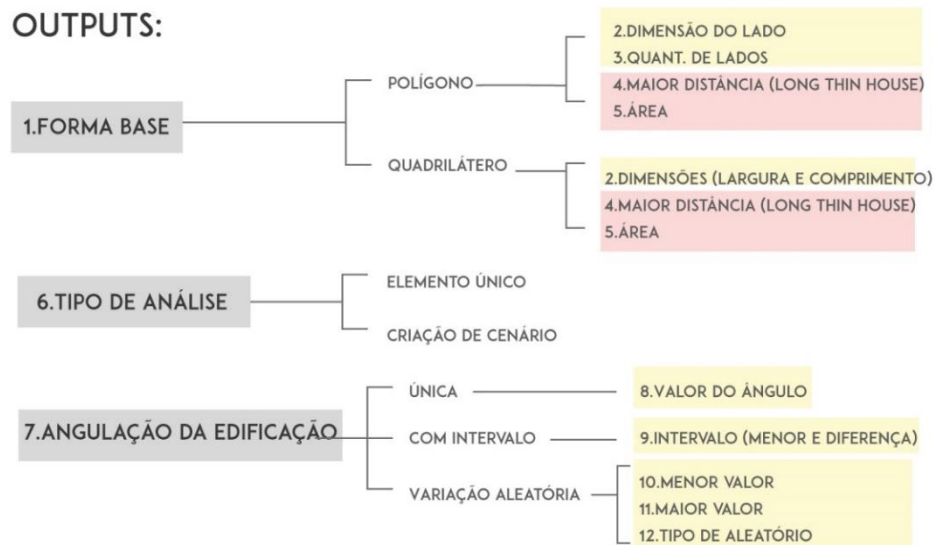 OUTPUTS:
1.FORMA BASE
POLÍGONO
2.DIMENSÃO DO LADO
3.QUANT. DE LADOS
4.MAIOR DISTÂNCIA (LONG THIN HOUSE)
5.ÁREA
QUADRILÁTERO
2.DIMENSÕES (LARGURA E COMPRIMENTO)
4.MAIOR DISTÂNCIA (LONG THIN HOUSE)
5.ÁREA
6.TIPO DE ANÁLISE
ELEMENTO ÚNICO
CRIAÇÃO DE CENÁRIO
7.ANGULAÇÃO DA EDIFICAÇÃO
ÚNICA
8.VALOR DO ÂNGULO
COM INTERVALO
9.INTERVALO (MENOR E DIFERENÇA)
VARIAÇÃO ALEATÓRIA
10.MENOR VALOR
11.MAIOR VALOR
12.TIPO DE ALEATÓRIO